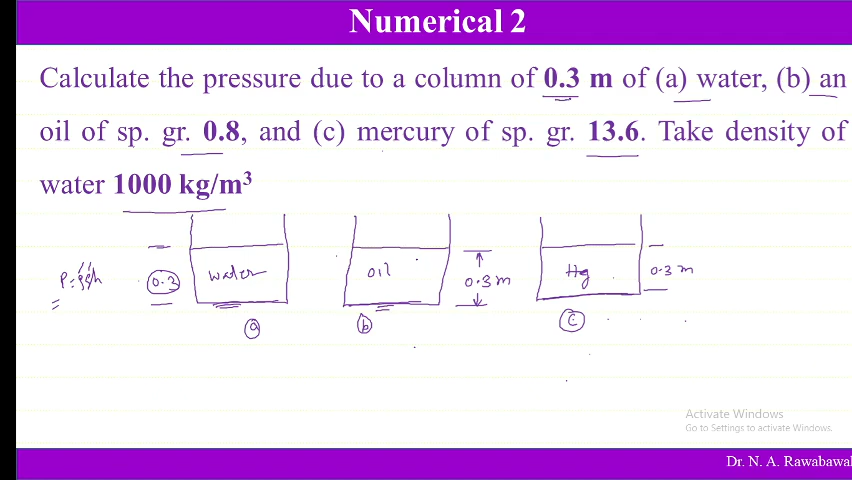 Numerical 2
Calculate the pressure due to a column of 0.3 m of (a) water, (b) an
oil of sp. gr. 0.8, and (c) mercury of sp. gr. 13.6. Take density of
water 1000 kg/m³
P = ρgh
0.3
water
oil
0.3 m
Hg
0.3 m
a
b
c
Activate Windows
Go to Settings to activate Windows.
Dr. N. A. Rawabawal